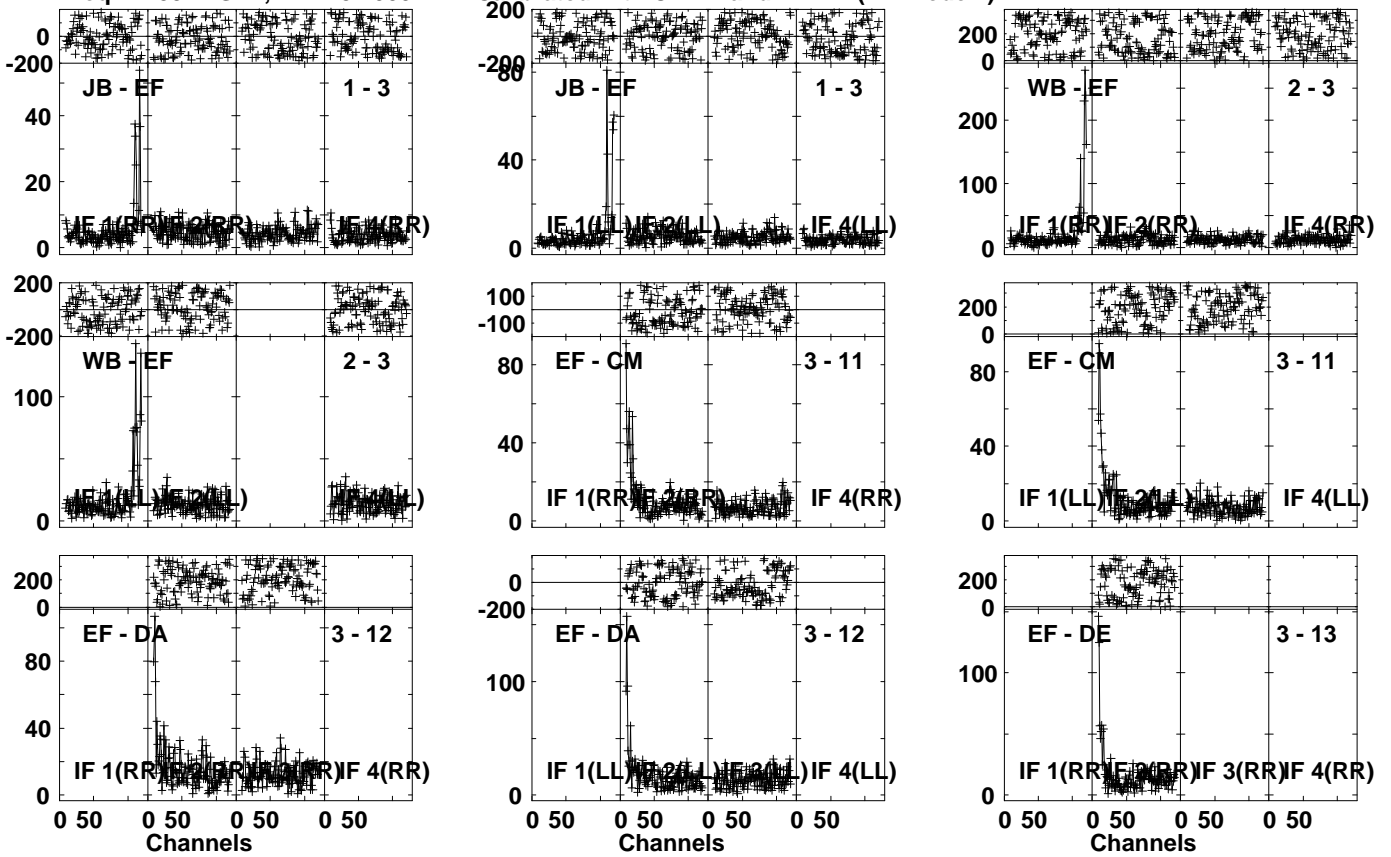 200
0
-200
0
-200
200
0
JB - EF 1 - 3
40
20
0
IF 1(RR) IF 2(RR) IF 4(RR)
80
JB - EF 1 - 3
40
0
IF 1(LL) IF 2(LL) IF 4(LL)
WB - EF 2 - 3
200
100
0
IF 1(RR) IF 2(RR) IF 4(RR)
200
0
-200
WB - EF 2 - 3
100
0
IF 1(LL) IF 2(LL) IF 4(LL)
100
-100
EF - CM 3 - 11
80
40
0
IF 1(RR) IF 2(RR) IF 4(RR)
200
0
EF - CM 3 - 11
80
40
0
IF 1(LL) IF 2(LL) IF 4(LL)
200
0
EF - DA 3 - 12
80
40
0
IF 1(RR) IF 2(RR) IF 3(RR) IF 4(RR)
0 50 0 50 0 50 0 50
Channels
0
-200
EF - DA 3 - 12
100
0
IF 1(LL) IF 2(LL) IF 3(LL) IF 4(LL)
0 50 0 50 0 50 0 50
Channels
200
0
EF - DE 3 - 13
100
0
IF 1(RR) IF 2(RR) IF 3(RR) IF 4(RR)
0 50 0 50 0 50 0 50
Channels